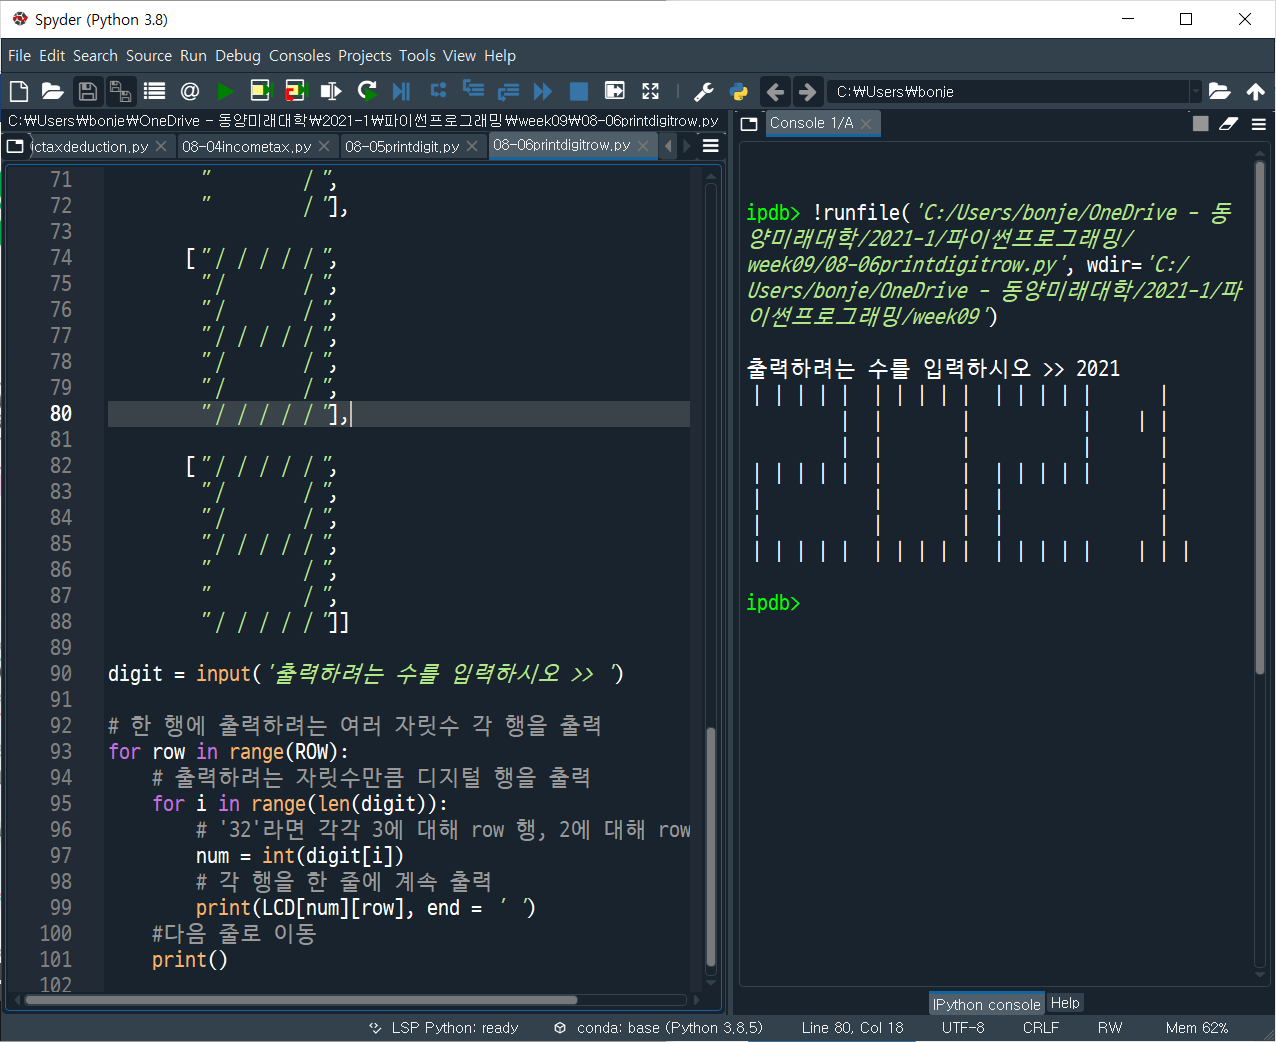 Spyder (Python 3.8)
File Edit Search Source Run Debug Consoles Projects Tools View Help
C:₩Users₩bonje
C:₩Users₩bonje₩OneDrive - 동양미래대학₩2021-1₩파이썬프로그래밍₩week09₩08-06printdigitrow.py
ictaxdeduction.py 08-04incometax.py 08-05printdigit.py 08-06printdigitrow.py
71 "        / ",
72 "        / "],
73
74 ["/ / / / / ",
75 "/       / ",
76 "/       / ",
77 "/ / / / / ",
78 "/       / ",
79 "/       / ",
80 "/ / / / / "],
81
82 ["/ / / / / ",
83 "/       / ",
84 "/       / ",
85 "/ / / / / ",
86 "        / ",
87 "        / ",
88 "/ / / / / "]]
89
90 digit = input('출력하려는 수를 입력하시오 >> ')
91
92 # 한 행에 출력하려는 여러 자릿수 각 행을 출력
93 for row in range(ROW):
94     # 출력하려는 자릿수만큼 디지털 행을 출력
95     for i in range(len(digit)):
96         # '32'라면 각각 3에 대해 row 행, 2에 대해 row
97         num = int(digit[i])
98         # 각 행을 한 줄에 계속 출력
99         print(LCD[num][row], end = ' ')
100     #다음 줄로 이동
101     print()
102
Console 1/A
ipdb> !runfile('C:/Users/bonje/OneDrive - 동
양미래대학/2021-1/파이썬프로그래밍/
week09/08-06printdigitrow.py', wdir='C:/
Users/bonje/OneDrive - 동양미래대학/2021-1/파
이썬프로그래밍/week09')
출력하려는 수를 입력하시오 >> 2021
| | | | |  | | | | |  | | | | |      |
        |  |       |          |    | |
        |  |       |          |      |
| | | | |  |       |  | | | | |      |
|          |       |  |              |
|          |       |  |              |
| | | | |  | | | | |  | | | | |    | | |
ipdb>
IPython console Help
LSP Python: ready conda: base (Python 3.8.5) Line 80, Col 18 UTF-8 CRLF RW Mem 62%